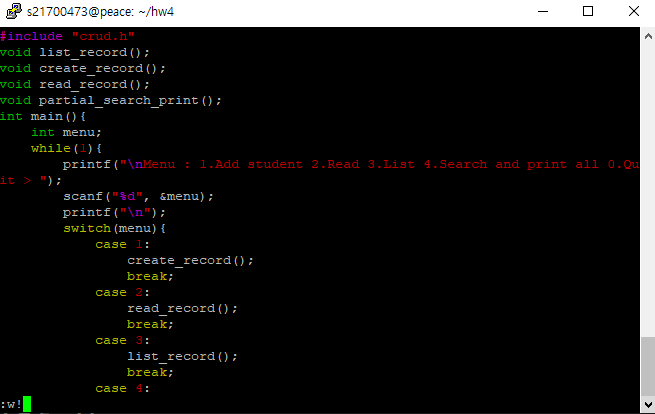 s21700473@peace: ~/hw4
#include "crud.h"
void list_record();
void create_record();
void read_record();
void partial_search_print();
int main(){
    int menu;
    while(1){
        printf("\nMenu : 1.Add student 2.Read 3.List 4.Search and print all 0.Qu
it > ");
        scanf("%d", &menu);
        printf("\n");
        switch(menu){
            case 1:
                create_record();
                break;
            case 2:
                read_record();
                break;
            case 3:
                list_record();
                break;
            case 4:
:w!